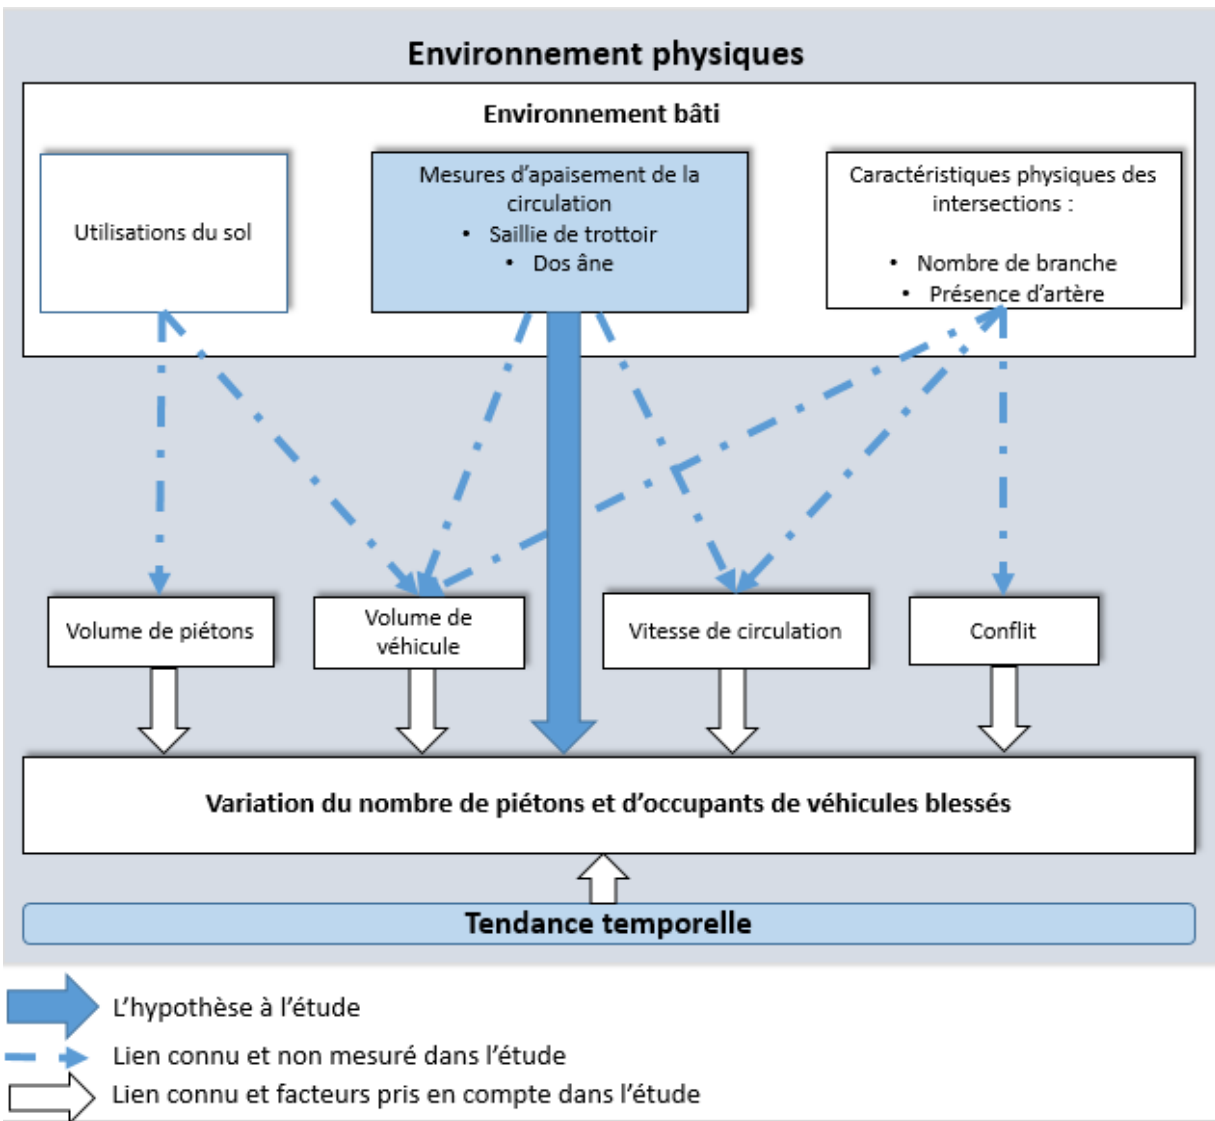 Environnement physiques
Environnement bâti
Utilisations du sol
Mesures d'apaisement de la
circulation
• Saillie de trottoir
• Dos âne
Caractéristiques physiques des
intersections :
• Nombre de branche
• Présence d'artère
Volume de piétons
Volume de
véhicule
Vitesse de circulation
Conflit
Variation du nombre de piétons et d'occupants de véhicules blessés
Tendance temporelle
L'hypothèse à l'étude
Lien connu et non mesuré dans l'étude
Lien connu et facteurs pris en compte dans l'étude